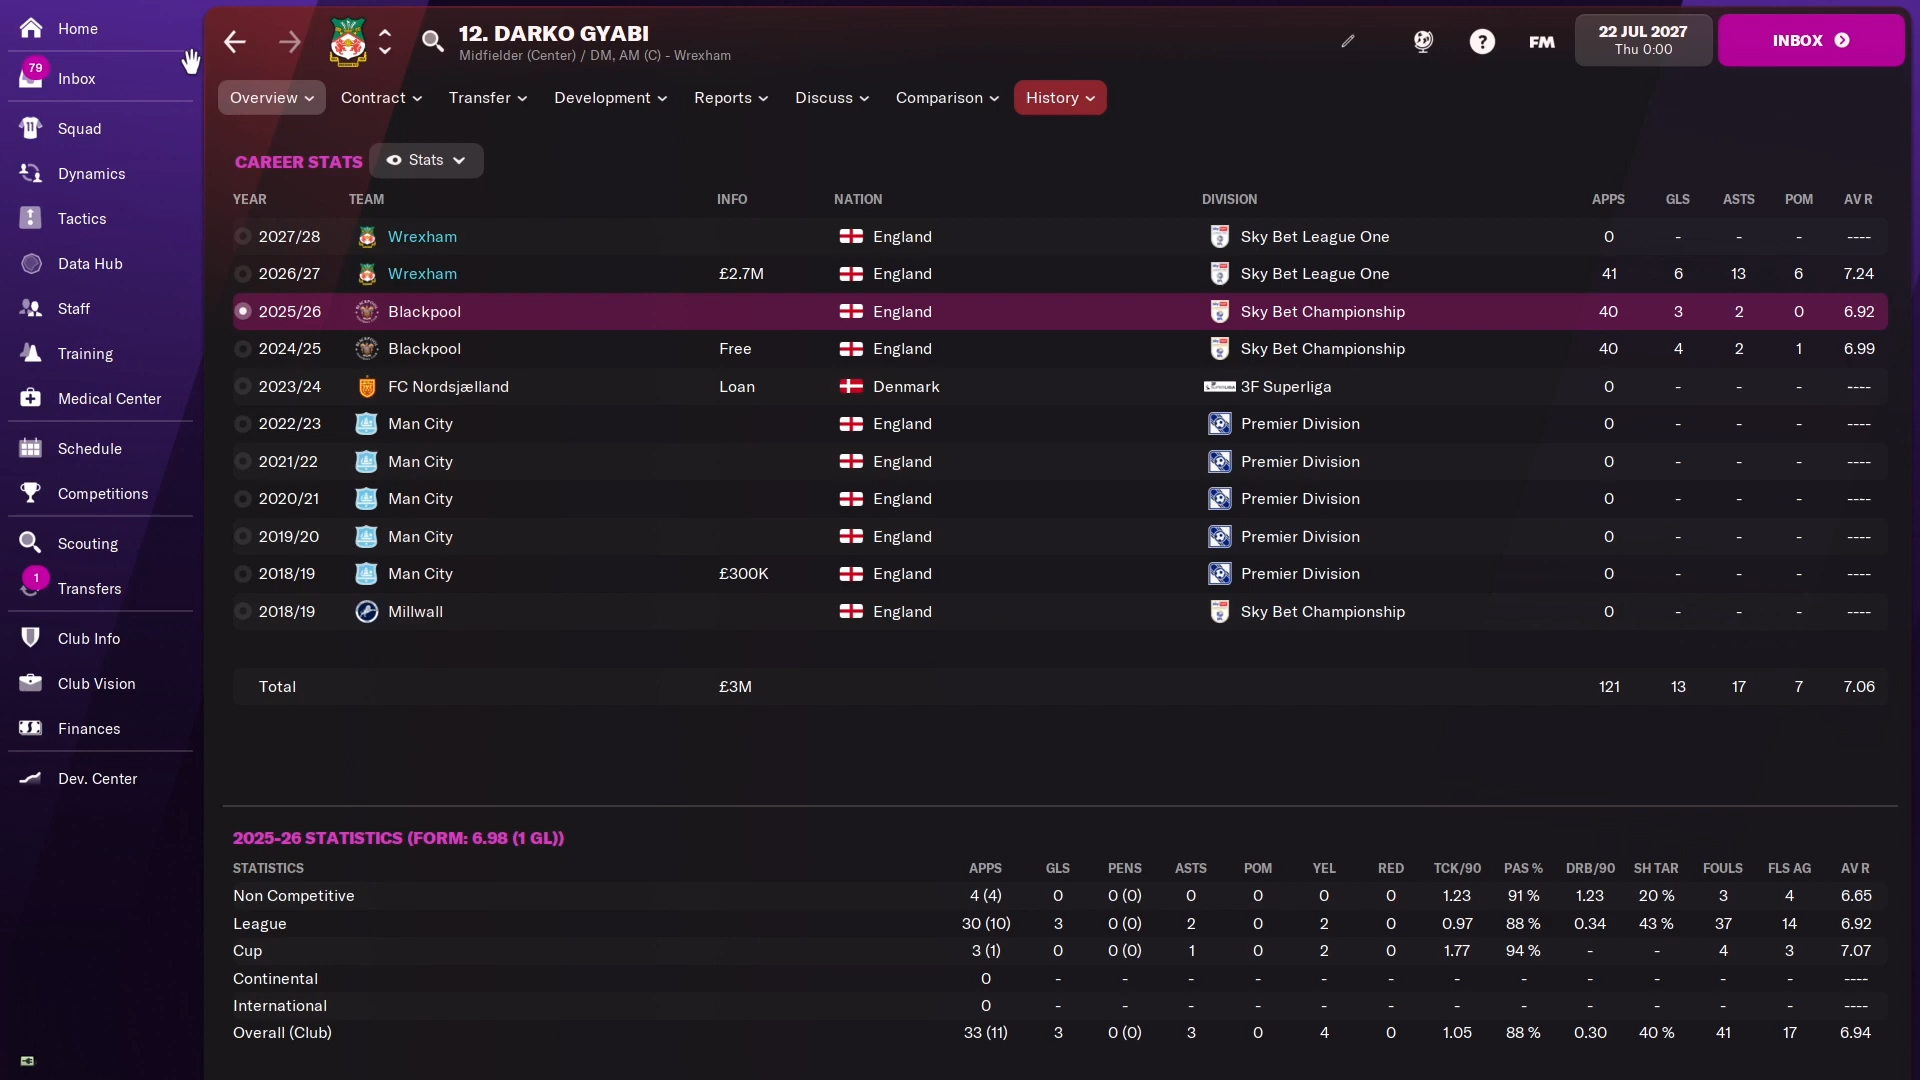 Home
79
Inbox
Squad
Dynamics
Tactics
Data Hub
Staff
Training
Medical Center
Schedule
Competitions
Scouting
1
Transfers
Club Info
Club Vision
Finances
Dev. Center
12. DARKO GYABI
Midfielder (Center) / DM, AM (C) - Wrexham
? FM 22 JUL 2027 INBOX
Thu 0:00
Overview Contract Transfer Development Reports Discuss Comparison History
CAREER STATS Stats
YEAR TEAM INFO NATION DIVISION APPS GLS ASTS POM AV R
2027/28 Wrexham England Sky Bet League One 0 - - - ----
2026/27 Wrexham £2.7M England Sky Bet League One 41 6 13 6 7.24
2025/26 Blackpool England Sky Bet Championship 40 3 2 0 6.92
2024/25 Blackpool Free England Sky Bet Championship 40 4 2 1 6.99
2023/24 FC Nordsjælland Loan Denmark 3F Superliga 0 - - - ----
2022/23 Man City England Premier Division 0 - - - ----
2021/22 Man City England Premier Division 0 - - - ----
2020/21 Man City England Premier Division 0 - - - ----
2019/20 Man City England Premier Division 0 - - - ----
2018/19 Man City £300K England Premier Division 0 - - - ----
2018/19 Millwall England Sky Bet Championship 0 - - - ----
Total £3M 121 13 17 7 7.06
2025-26 STATISTICS (FORM: 6.98 (1 GL))
STATISTICS APPS GLS PENS ASTS POM YEL RED TCK/90 PAS % DRB/90 SH TAR FOULS FLS AG AV R
Non Competitive 4 (4) 0 0 (0) 0 0 0 0 1.23 91 % 1.23 20 % 3 4 6.65
League 30 (10) 3 0 (0) 2 0 2 0 0.97 88 % 0.34 43 % 37 14 6.92
Cup 3 (1) 0 0 (0) 1 0 2 0 1.77 94 % - - 4 3 7.07
Continental 0 - - - - - - - - - - - - ----
International 0 - - - - - - - - - - - - ----
Overall (Club) 33 (11) 3 0 (0) 3 0 4 0 1.05 88 % 0.30 40 % 41 17 6.94